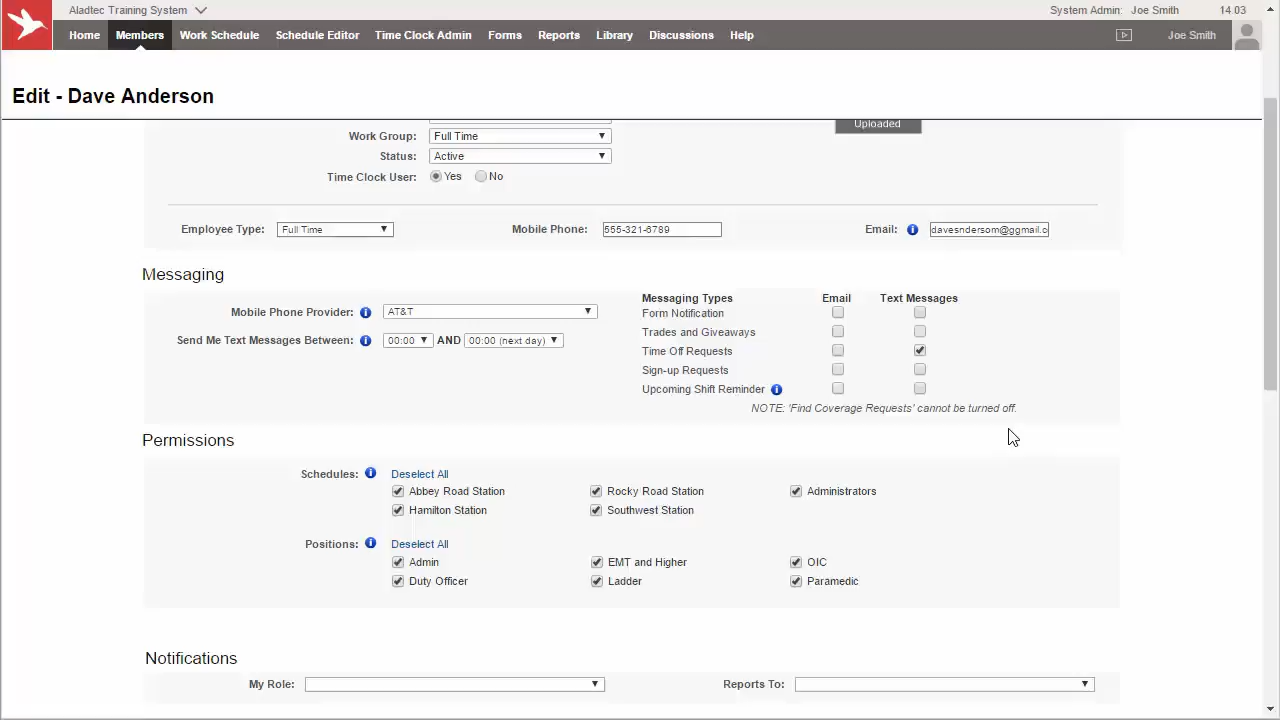 Aladtec Training System
System Admin: Joe Smith 14 03
Home Members Work Schedule Schedule Editor Time Clock Admin Forms Reports Library Discussions Help Joe Smith
Edit - Dave Anderson
Uploaded
Work Group: Full Time
Status: Active
Time Clock User: Yes No
Employee Type: Full Time Mobile Phone: 555-321-6789 Email: davesndersom@ggmail.c
Messaging
Messaging Types Email Text Messages
Mobile Phone Provider: AT&T
Form Notification
Trades and Giveaways
Send Me Text Messages Between: 00:00 AND 00:00 (next day)
Time Off Requests
Sign-up Requests
Upcoming Shift Reminder
NOTE: 'Find Coverage Requests' cannot be turned off.
Permissions
Schedules: Deselect All
Abbey Road Station Rocky Road Station Administrators
Hamilton Station Southwest Station
Positions: Deselect All
Admin EMT and Higher OIC
Duty Officer Ladder Paramedic
Notifications
My Role: Reports To: